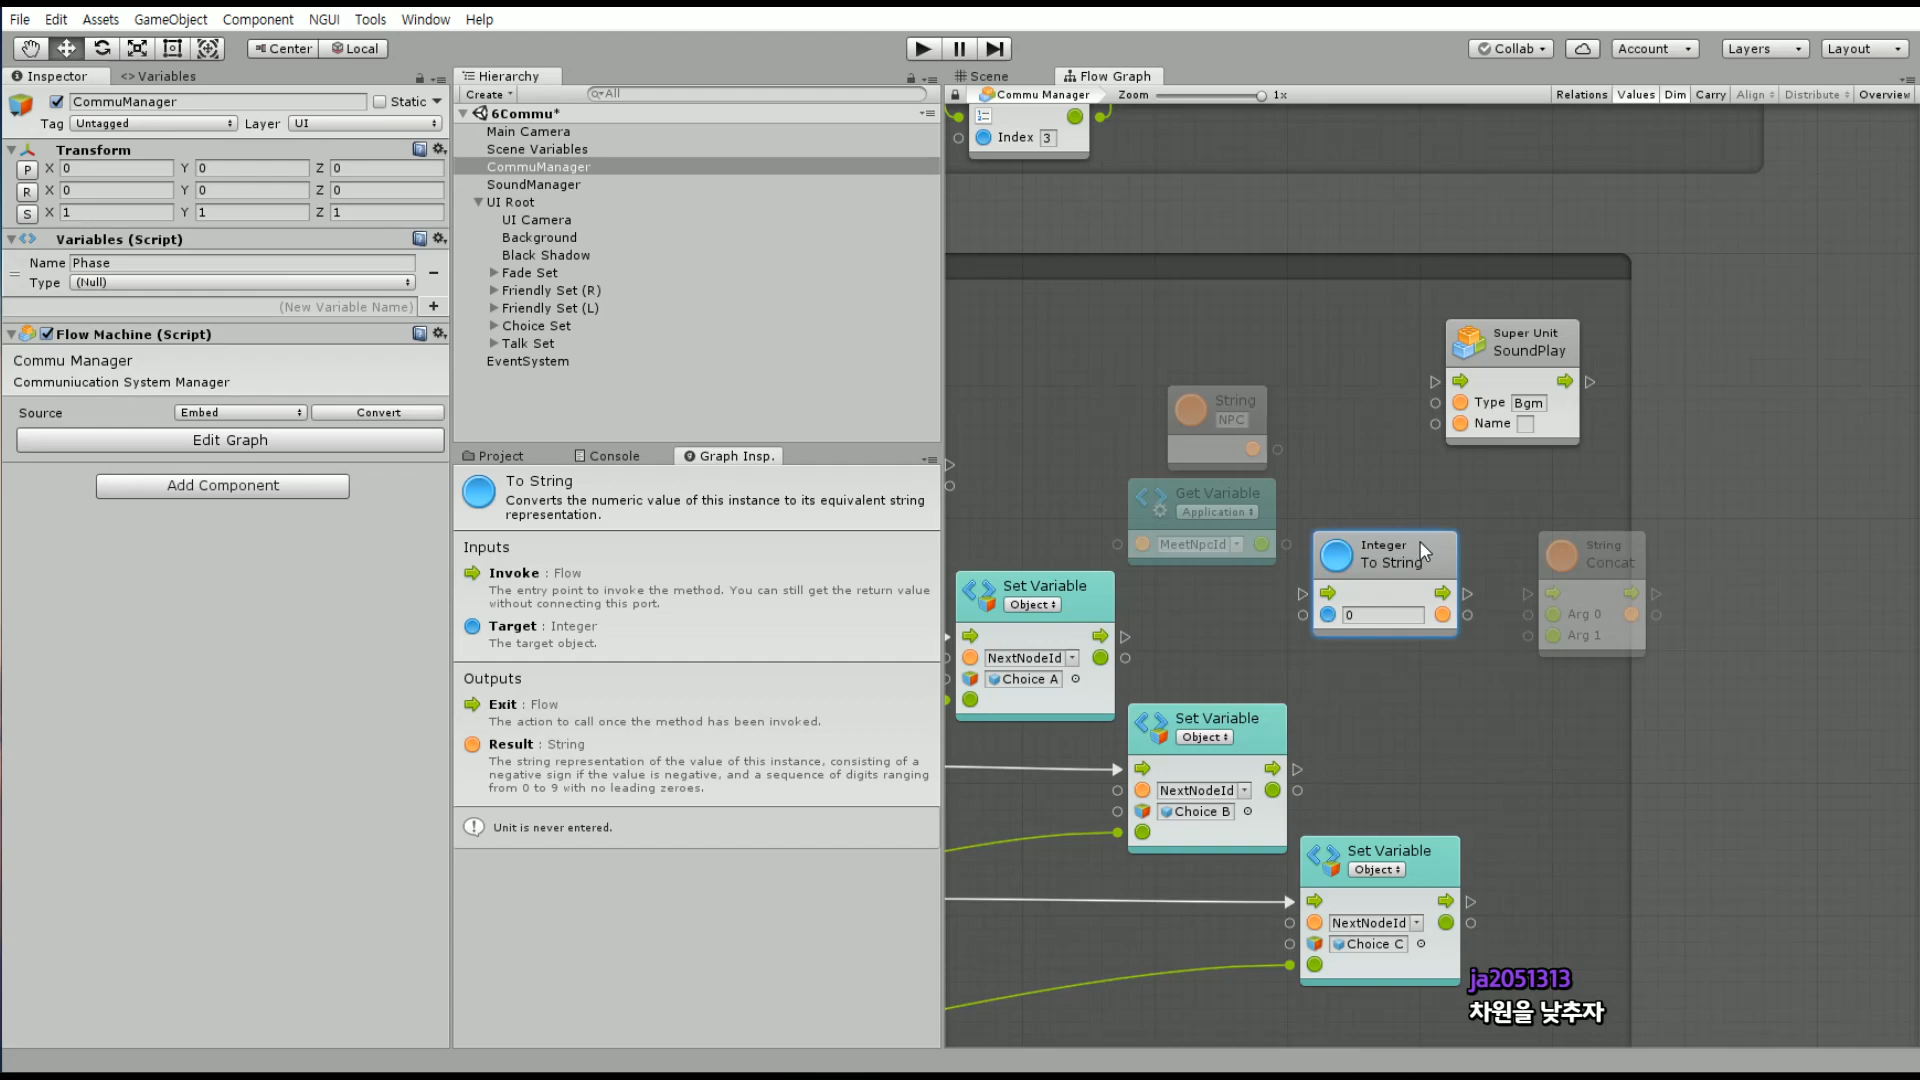 File Edit Assets GameObject Component NGUI Tools Window Help
Center Local
Collab Account Layers Layout
Inspector <> Variables
CommuManager Static
Tag Untagged Layer UI
Transform
P X 0 Y 0 Z 0
R X 0 Y 0 Z 0
S X 1 Y 1 Z 1
Variables (Script)
Name Phase
Type (Null)
(New Variable Name) +
Flow Machine (Script)
Commu Manager
Communiucation System Manager
Source Embed Convert
Edit Graph
Add Component
Hierarchy
Create All
6Commu*
Main Camera
Scene Variables
CommuManager
SoundManager
UI Root
UI Camera
Background
Black Shadow
Fade Set
Friendly Set (R)
Friendly Set (L)
Choice Set
Talk Set
EventSystem
Project Console Graph Insp.
To String
Converts the numeric value of this instance to its equivalent string
representation.
Inputs
Invoke : Flow
The entry point to invoke the method. You can still get the return value
without connecting this port.
Target : Integer
The target object.
Outputs
Exit : Flow
The action to call once the method has been invoked.
Result : String
The string representation of the value of this instance, consisting of a
negative sign if the value is negative, and a sequence of digits ranging
from 0 to 9 with no leading zeroes.
Unit is never entered.
Scene Flow Graph
Commu Manager Zoom 1x Relations Values Dim Carry Align Distribute Overview
Index 3
Super Unit
SoundPlay
Type Bgm
Name
String
NPC
Get Variable
Application
MeetNpcId
Integer
To String
0
String
Concat
Arg 0
Arg 1
Set Variable
Object
NextNodeId
Choice A
Set Variable
Object
NextNodeId
Choice B
Set Variable
Object
NextNodeId
Choice C
ja2051313
차원을 낮추자